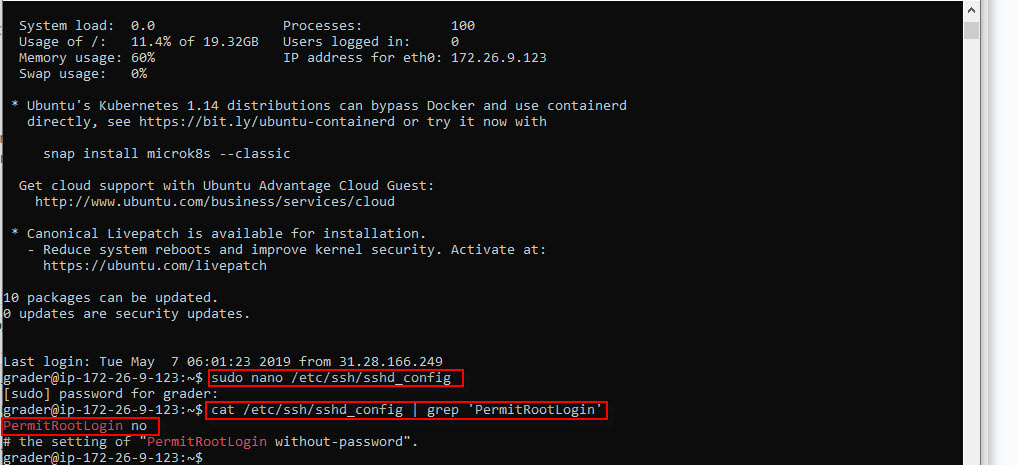 System load:  0.0                Processes:           100
Usage of /:   11.4% of 19.32GB   Users logged in:     0
Memory usage: 60%                IP address for eth0: 172.26.9.123
Swap usage:   0%
* Ubuntu's Kubernetes 1.14 distributions can bypass Docker and use containerd
directly, see https://bit.ly/ubuntu-containerd or try it now with
snap install microk8s --classic
Get cloud support with Ubuntu Advantage Cloud Guest:
http://www.ubuntu.com/business/services/cloud
* Canonical Livepatch is available for installation.
- Reduce system reboots and improve kernel security. Activate at:
https://ubuntu.com/livepatch
10 packages can be updated.
0 updates are security updates.
Last login: Tue May  7 06:01:23 2019 from 31.28.166.249
grader@ip-172-26-9-123:~$ sudo nano /etc/ssh/sshd_config
[sudo] password for grader:
grader@ip-172-26-9-123:~$ cat /etc/ssh/sshd_config | grep 'PermitRootLogin'
PermitRootLogin no
# the setting of "PermitRootLogin without-password".
grader@ip-172-26-9-123:~$